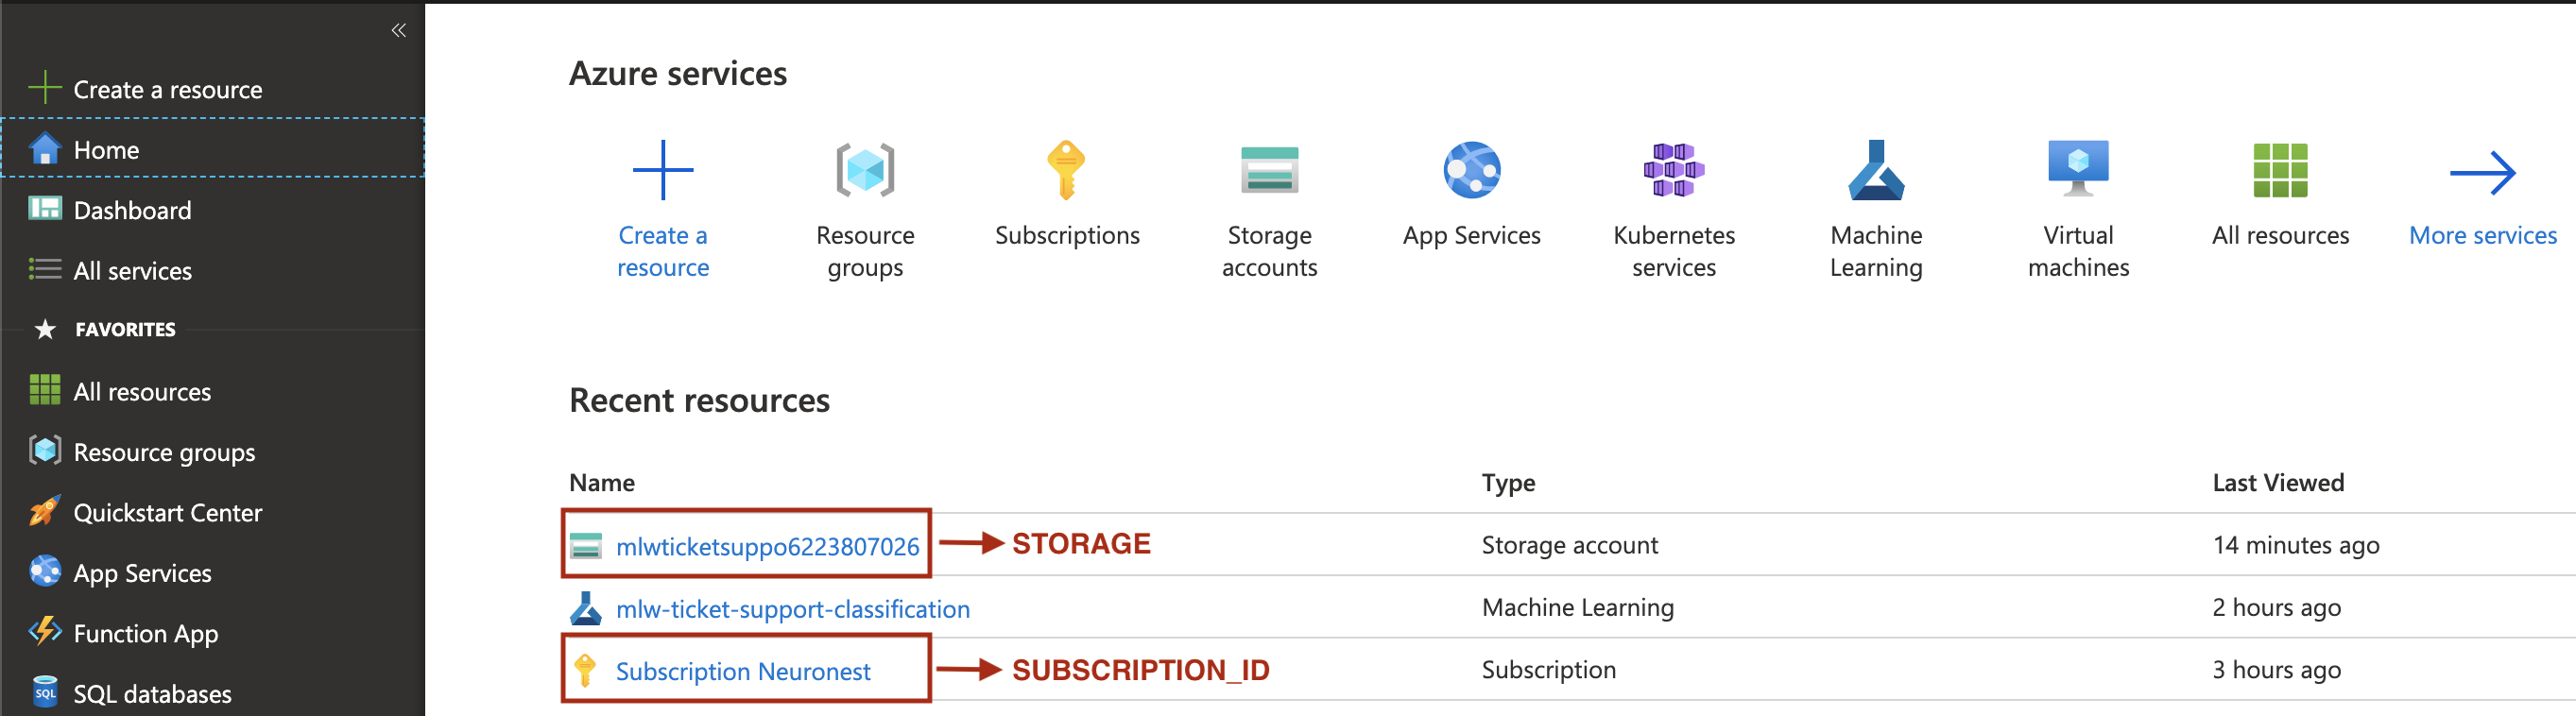 «
Create a resource
Home
Dashboard
All services
FAVORITES
All resources
Resource groups
Quickstart Center
App Services
Function App
SQL
SQL databases
Azure services
Create a
resource
Resource
groups
Subscriptions
Storage
accounts
App Services
Kubernetes
services
Machine
Learning
Virtual
machines
All resources
More services
Recent resources
Name Type Last Viewed
mlwticketsuppo6223807026 STORAGE Storage account 14 minutes ago
mlw-ticket-support-classification Machine Learning 2 hours ago
Subscription Neuronest SUBSCRIPTION_ID Subscription 3 hours ago